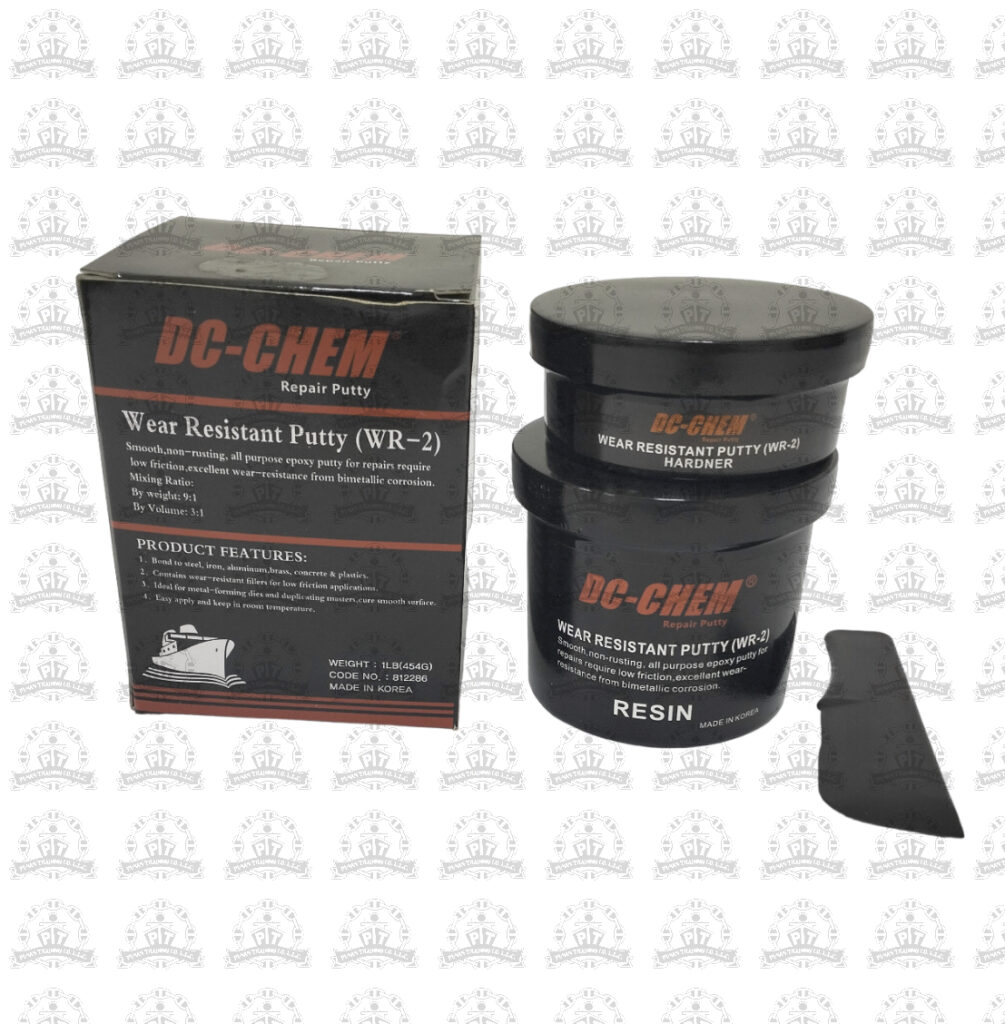 DC-CHEM
Repair Putty
Wear Resistant Putty (WR-2)
Smooth,non-rusting, all purpose epoxy putty for repairs require
low friction,excellent wear-resistance from bimetallic corrosion.
Mixing Ratio:
By weight: 9:1
By Volume: 3:1
PRODUCT FEATURES:
1. Bond to steel, iron, aluminum,brass, concrete & plastics.
2. Contains wear-resistant fillers for low friction applications.
3. Ideal for metal-forming dies and duplicating masters,cure smooth surface.
4. Easy apply and keep in room temperature.
WEIGHT : 1LB(454G)
CODE NO. : 812286
MADE IN KOREA
DC-CHEM®
Repair Putty
WEAR RESISTANT PUTTY (WR-2)
HARDNER
DC-CHEM®
Repair Putty
WEAR RESISTANT PUTTY (WR-2)
Smooth,non-rusting, all purpose epoxy putty for
repairs require low friction,excellent wear-
resistance from bimetallic corrosion.
RESIN
MADE IN KOREA